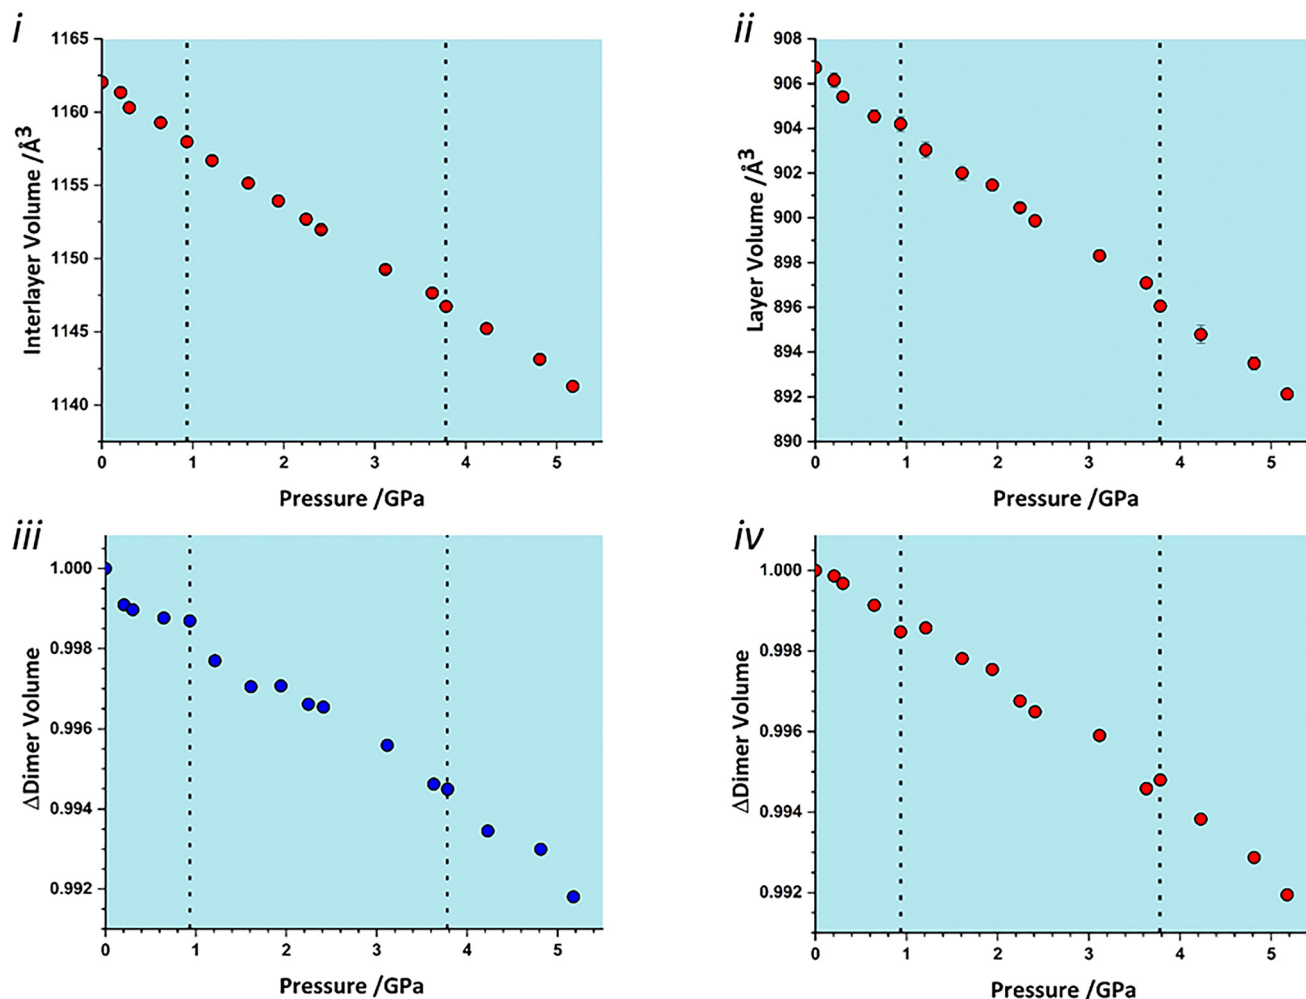 i
1165
1160
1155
1150
1145
1140
Interlayer Volume /Å³
0 1 2 3 4 5
Pressure /GPa
ii
908
906
904
902
900
898
896
894
892
890
Layer Volume /Å³
0 1 2 3 4 5
Pressure /GPa
iii
1.000
0.998
0.996
0.994
0.992
ΔDimer Volume
0 1 2 3 4 5
Pressure /GPa
iv
1.000
0.998
0.996
0.994
0.992
ΔDimer Volume
0 1 2 3 4 5
Pressure /GPa